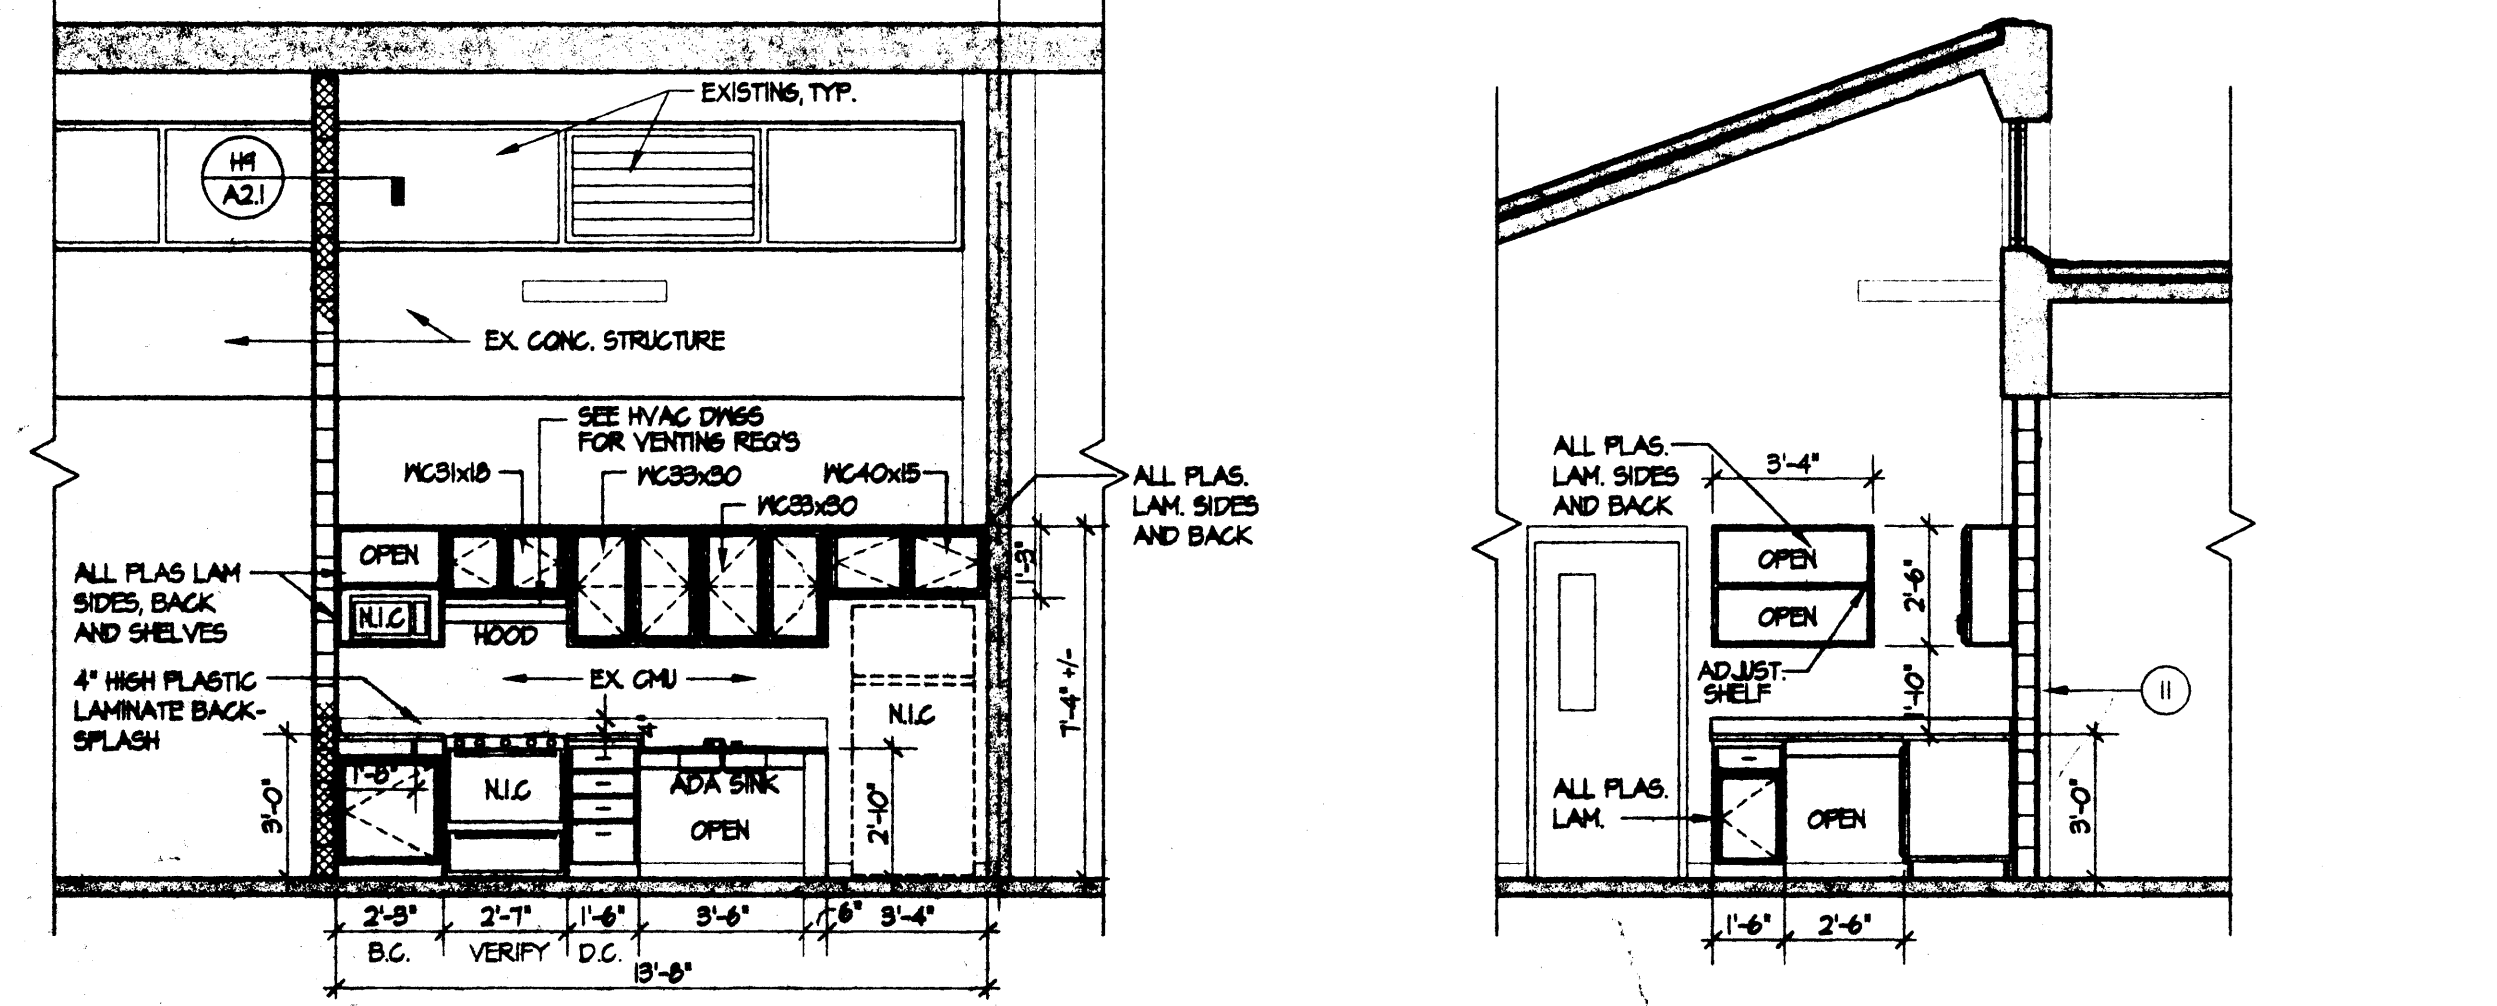 EXISTING, TYP.
H9
A2.1
EX. CONC. STRUCTURE
SEE HVAC DWGS
FOR VENTING REQ'S
WC31x18
WC33x30
WC40x15
WC33x30
ALL PLAS.
LAM. SIDES
AND BACK
OPEN
1'-3"
ALL PLAS LAM
SIDES, BACK
AND SHELVES
N.I.C
HOOD
EX. CMU
4" HIGH PLASTIC
LAMINATE BACK-
SPLASH
4"
N.I.C
7'-4" +/-
3'-0"
1'-6"
N.I.C
ADA SINK
OPEN
2'-10"
2'-3"
2'-7"
1'-6"
3'-6"
6"
3'-4"
B.C.
VERIFY
D.C.
13'-8"
ALL PLAS.
LAM. SIDES
AND BACK
3'-4"
OPEN
OPEN
2'-6"
ADJUST.
SHELF
1'-10"
11
ALL PLAS.
LAM.
OPEN
3'-0"
1'-6"
2'-6"